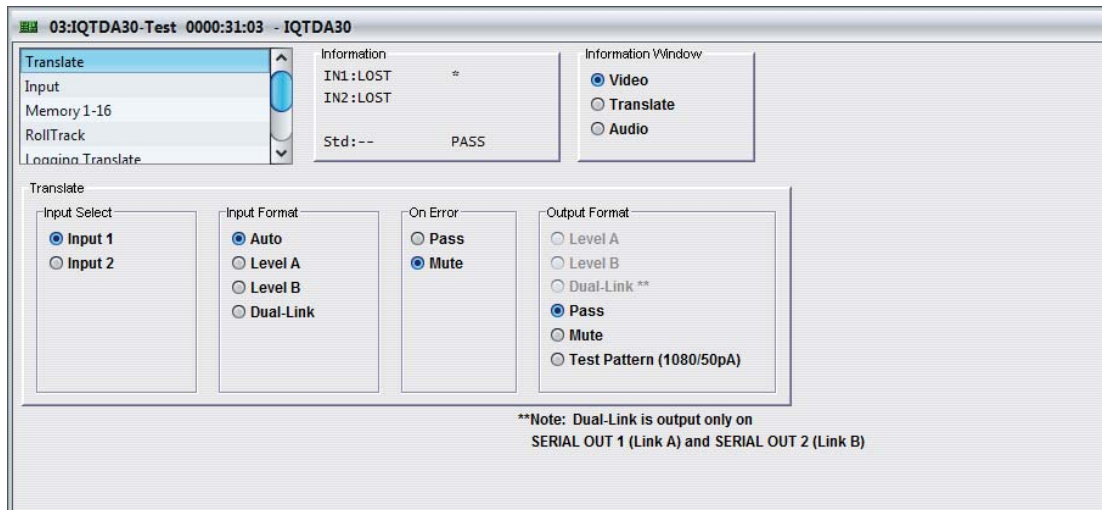 03:IQTDA30-Test 0000:31:03 - IQTDA30
Translate
Input
Memory 1-16
RollTrack
Logging Translate
Information
IN1:LOST *
IN2:LOST
Std:-- PASS
Information Window
Video
Translate
Audio
Translate
Input Select
Input 1
Input 2
Input Format
Auto
Level A
Level B
Dual-Link
On Error
Pass
Mute
Output Format
Level A
Level B
Dual-Link **
Pass
Mute
Test Pattern (1080/50pA)
**Note: Dual-Link is output only on
SERIAL OUT 1 (Link A) and SERIAL OUT 2 (Link B)